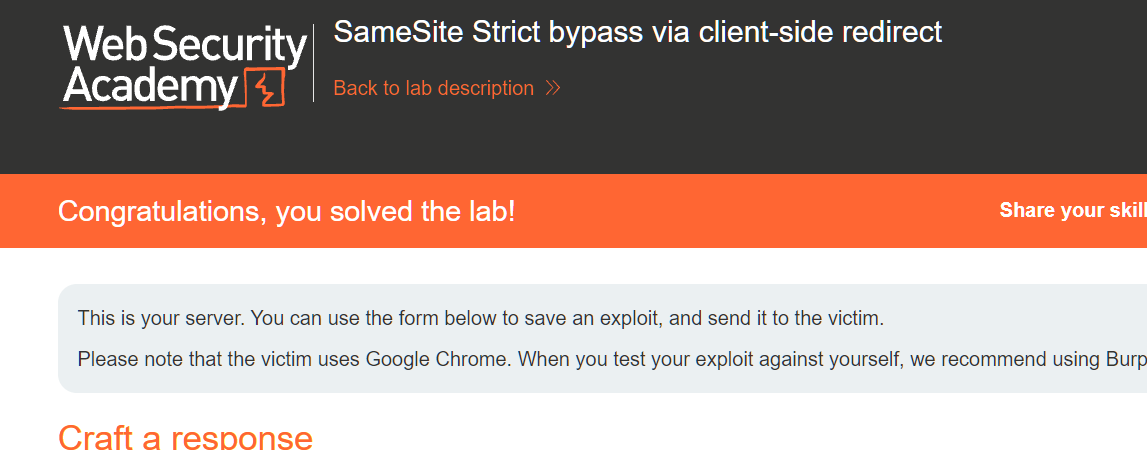 Web Security
Academy
SameSite Strict bypass via client-side redirect
Back to lab description
Congratulations, you solved the lab!
Share your skill
This is your server. You can use the form below to save an exploit, and send it to the victim.
Please note that the victim uses Google Chrome. When you test your exploit against yourself, we recommend using Burp
Craft a response